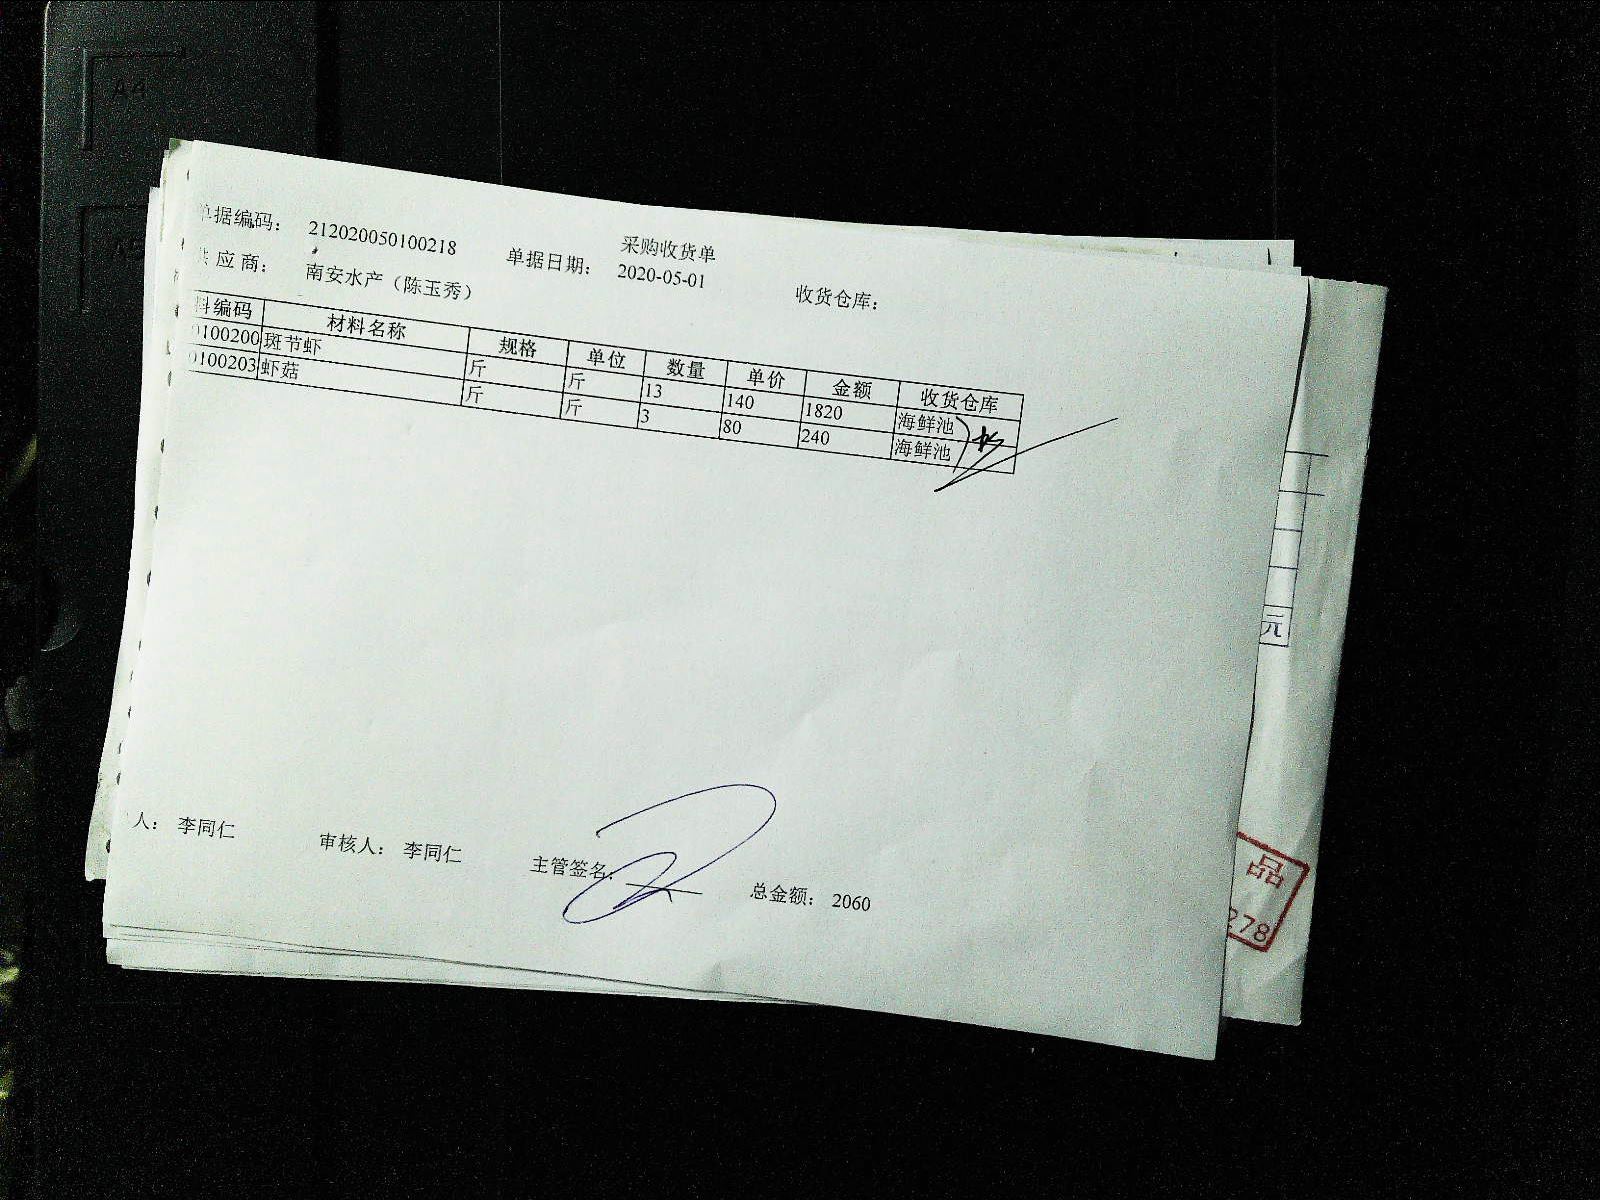 采购收货单
单据编码： 212020050100218 单据日期： 2020-05-01 收货仓库：
供应商： 南安水产（陈玉秀）
料编码 材料名称 规格 单位 数量 单价 金额 收货仓库
0100200 斑节虾 斤 斤 13 140 1820 海鲜池
0100203 虾菇 斤 斤 3 80 240 海鲜池
人： 李同仁 审核人： 李同仁 主管签名： 总金额： 2060
元
品
278
A4
A5